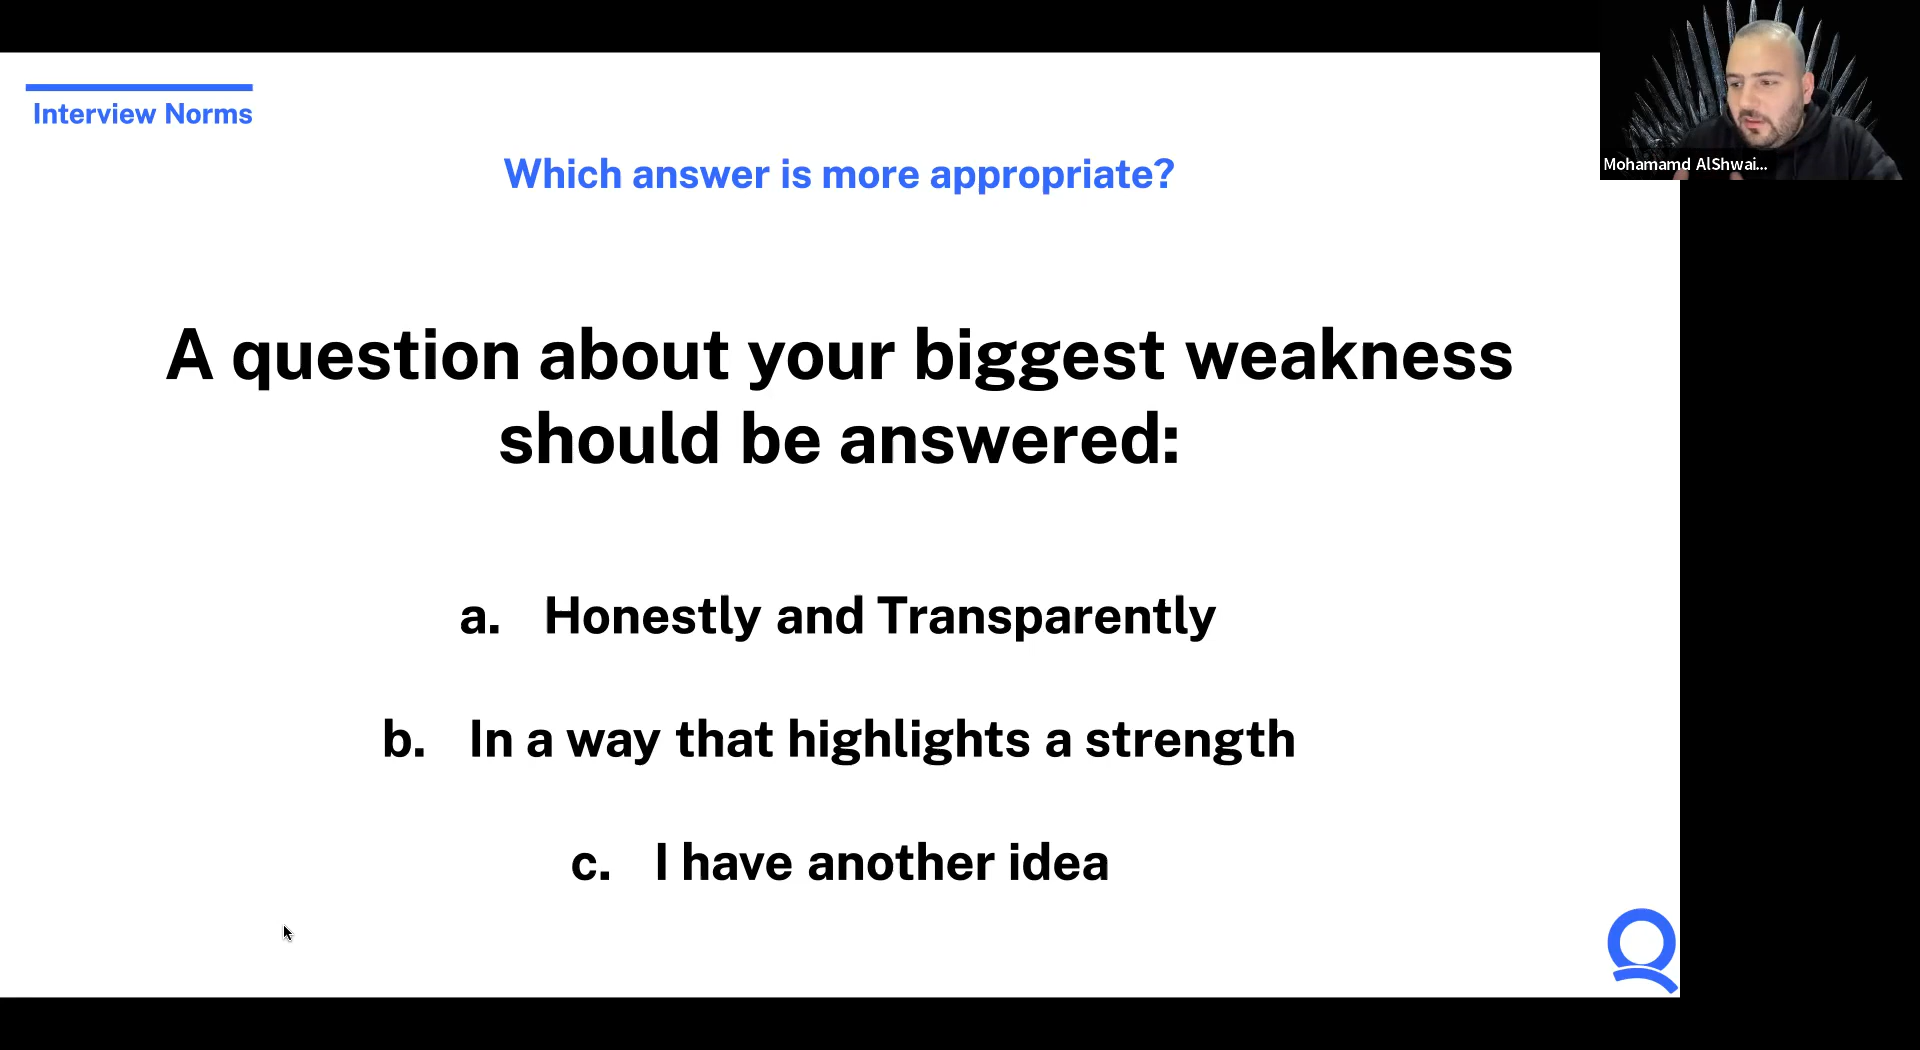 Interview Norms
Which answer is more appropriate?
A question about your biggest weakness
should be answered:
a. Honestly and Transparently
b. In a way that highlights a strength
c. I have another idea
Mohamamd AlShwai...